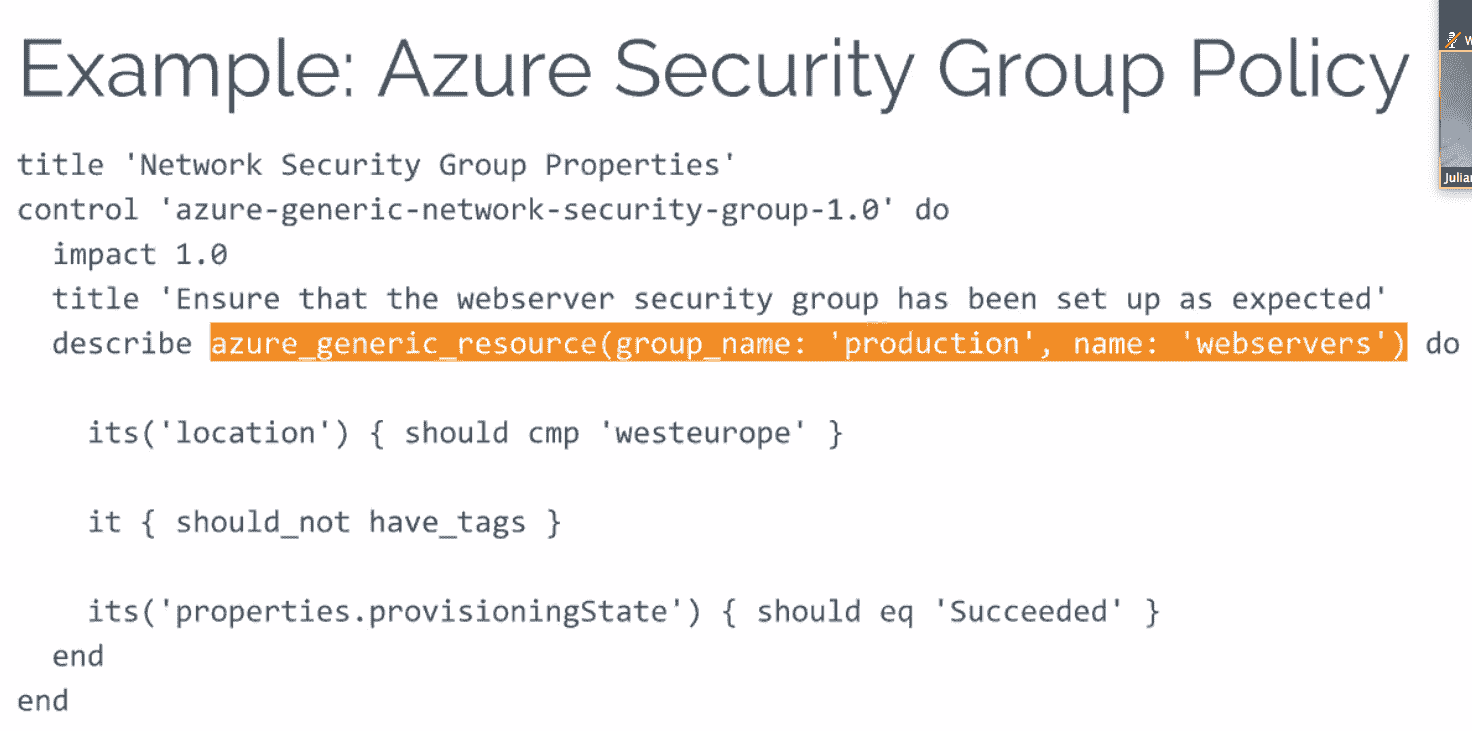 Example: Azure Security Group Policy
title 'Network Security Group Properties'
control 'azure-generic-network-security-group-1.0' do
  impact 1.0
  title 'Ensure that the webserver security group has been set up as expected'
  describe azure_generic_resource(group_name: 'production', name: 'webservers') do
    its('location') { should cmp 'westeurope' }
    it { should_not have_tags }
    its('properties.provisioningState') { should eq 'Succeeded' }
  end
end